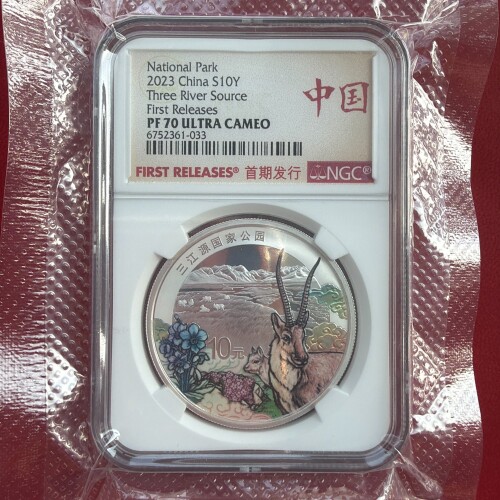 National Park
2023 China S10Y
Three River Source
First Releases
PF 70 ULTRA CAMEO
6752361-033
中国
FIRST RELEASES® 首期发行 NGC®
三江源国家公园
10元